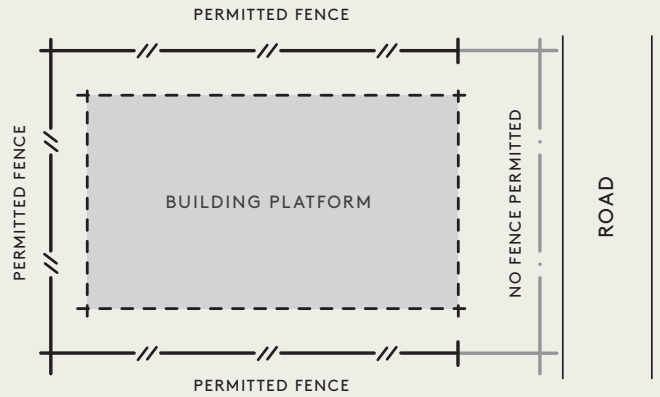 PERMITTED FENCE
PERMITTED FENCE
BUILDING PLATFORM
NO FENCE PERMITTED
ROAD
PERMITTED FENCE